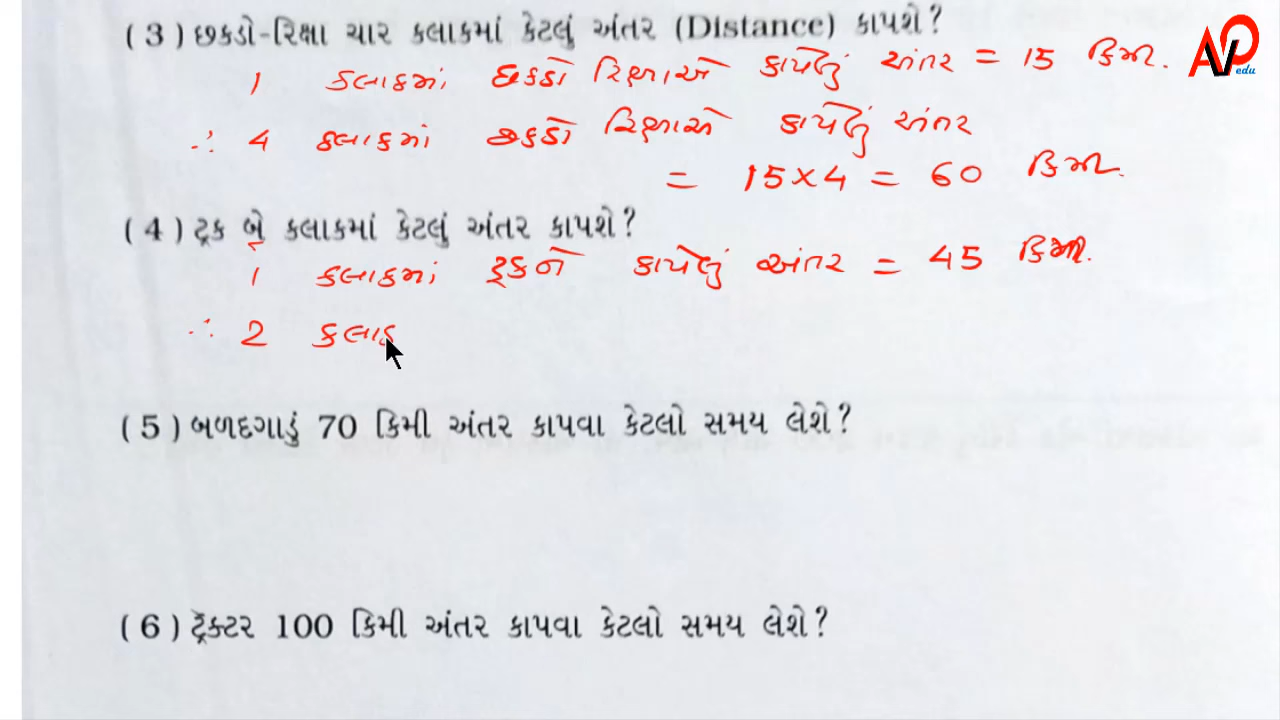 ( 3 ) છકડો-રિક્ષા ચાર કલાકમાં કેટલું અંતર (Distance) કાપશે?
1 કલાકમાં છકડો રિક્ષાએ કાપેલું અંતર = 15 કિમી.
∴ 4 કલાકમાં છકડો રિક્ષાએ કાપેલું અંતર
= 15 × 4 = 60 કિમી.
( 4 ) ટ્રક બે કલાકમાં કેટલું અંતર કાપશે?
1 કલાકમાં ટ્રકને કાપેલું અંતર = 45 કિમી.
∴ 2 કલાક
( 5 ) બળદગાડું 70 કિમી અંતર કાપવા કેટલો સમય લેશે?
( 6 ) ટ્રૅક્ટર 100 કિમી અંતર કાપવા કેટલો સમય લેશે?
AVP edu